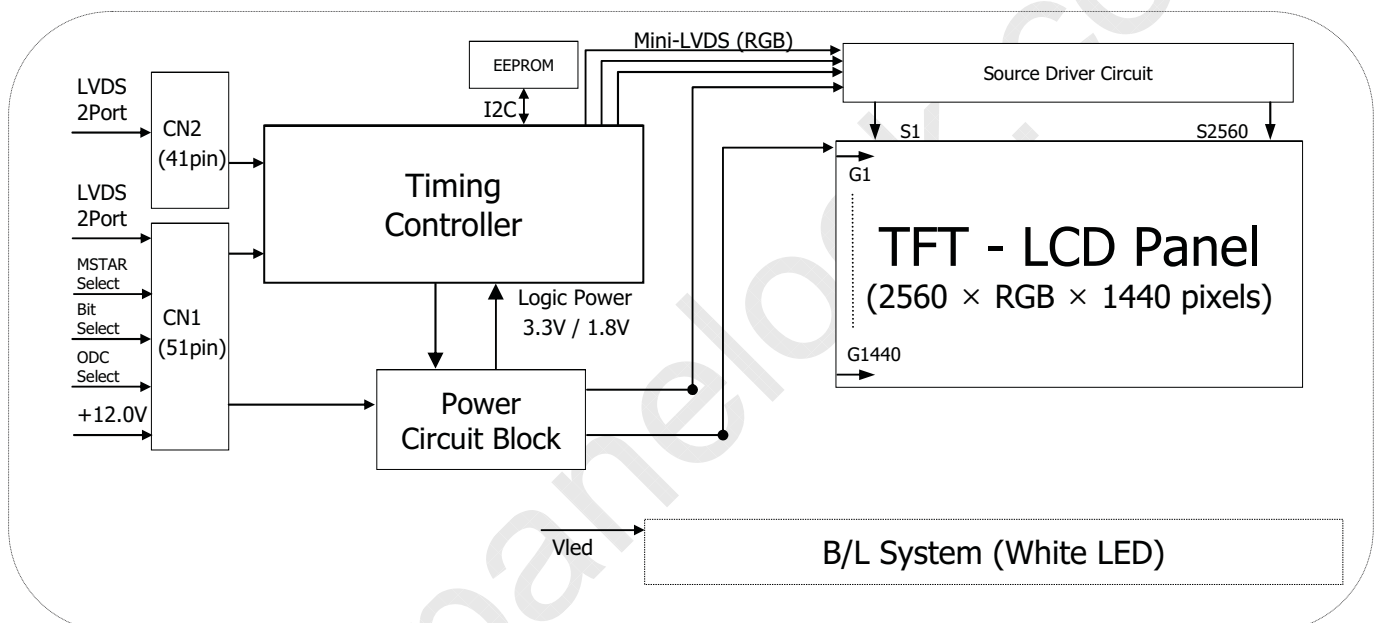 Mini-LVDS (RGB)
EEPROM
I2C
Source Driver Circuit
S1
S2560
LVDS
2Port
CN2
(41pin)
LVDS
2Port
MSTAR
Select
Bit
Select
ODC
Select
+12.0V
CN1
(51pin)
Timing
Controller
Logic Power
3.3V / 1.8V
Power
Circuit Block
G1
TFT - LCD Panel
(2560 × RGB × 1440 pixels)
G1440
Vled
B/L System (White LED)